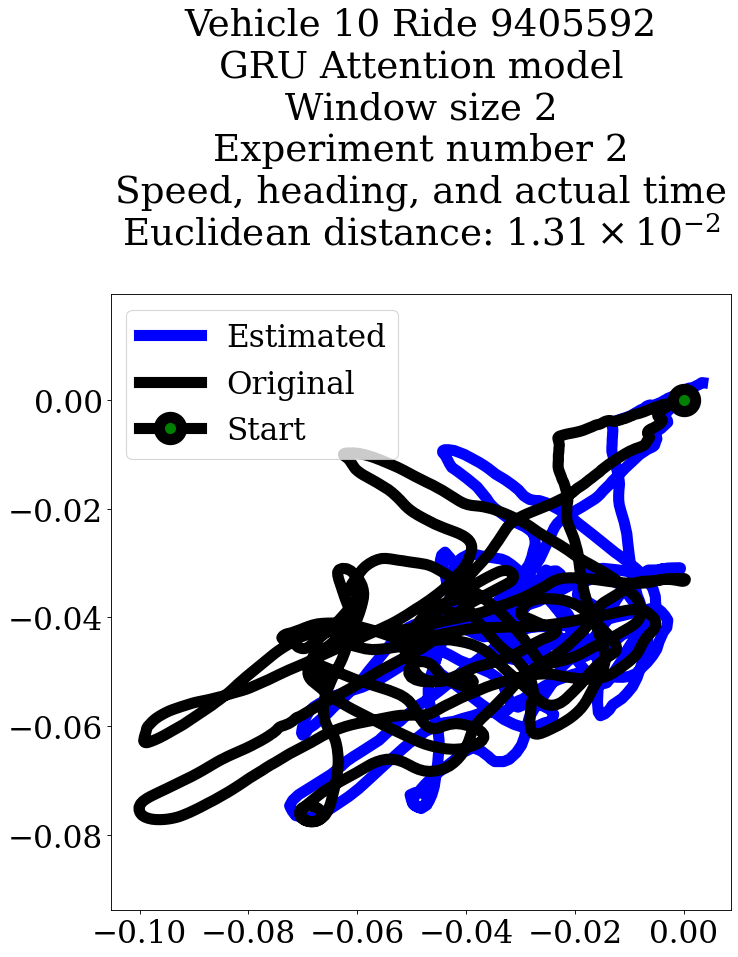 Vehicle 10 Ride 9405592
GRU Attention model
Window size 2
Experiment number 2
Speed, heading, and actual time
Euclidean distance: 1.31 × 10⁻²
Estimated
Original
Start
0.00
−0.02
−0.04
−0.06
−0.08
−0.10 −0.08 −0.06 −0.04 −0.02 0.00